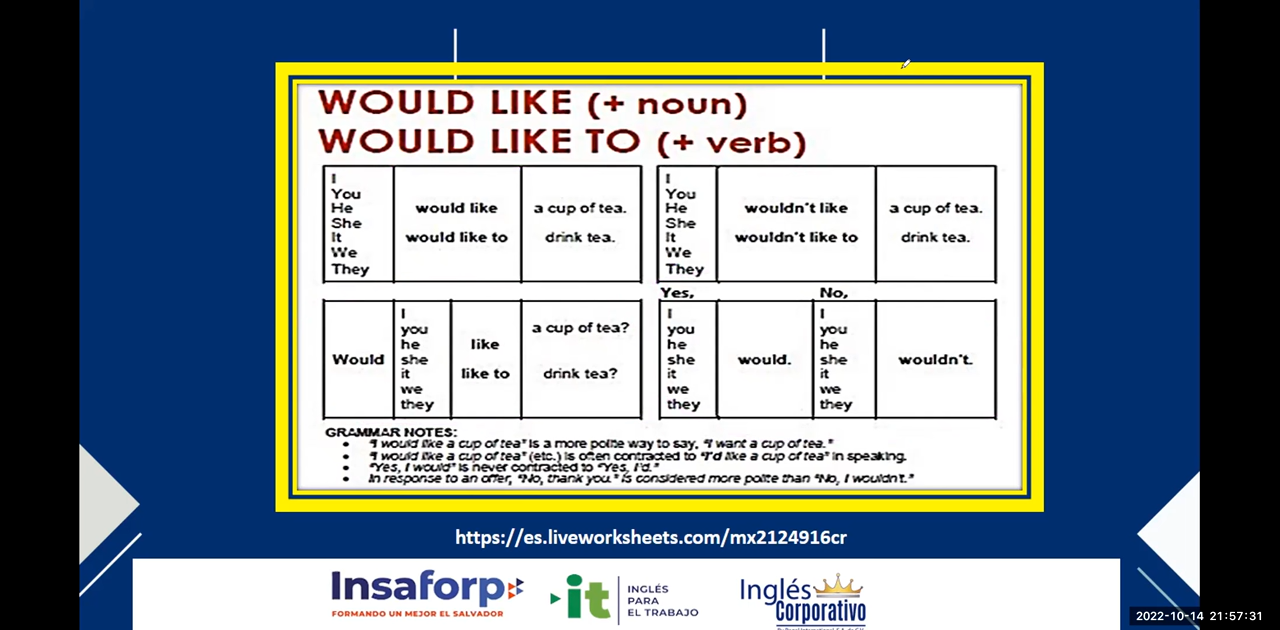 WOULD LIKE (+ noun)
WOULD LIKE TO (+ verb)
I
You
He
She
It
We
They
would like
would like to
a cup of tea.
drink tea.
I
You
He
She
It
We
They
wouldn't like
wouldn't like to
a cup of tea.
drink tea.
Would
I
you
he
she
it
we
they
like
like to
a cup of tea?
drink tea?
Yes,
I
you
he
she
it
we
they
would.
No,
I
you
he
she
it
we
they
wouldn't.
GRAMMAR NOTES:
• "I would like a cup of tea" is a more polite way to say, "I want a cup of tea."
• "I would like a cup of tea" (etc.) is often contracted to "I'd like a cup of tea" in speaking.
• "Yes, I would" is never contracted to "Yes, I'd."
• In response to an offer, "No, thank you." is considered more polite than "No, I wouldn't."
https://es.liveworksheets.com/mx2124916cr
Insaforp
FORMANDO UN MEJOR EL SALVADOR
it
INGLÉS
PARA
EL TRABAJO
Inglés
Corporativo
2022-10-14 21:57:31